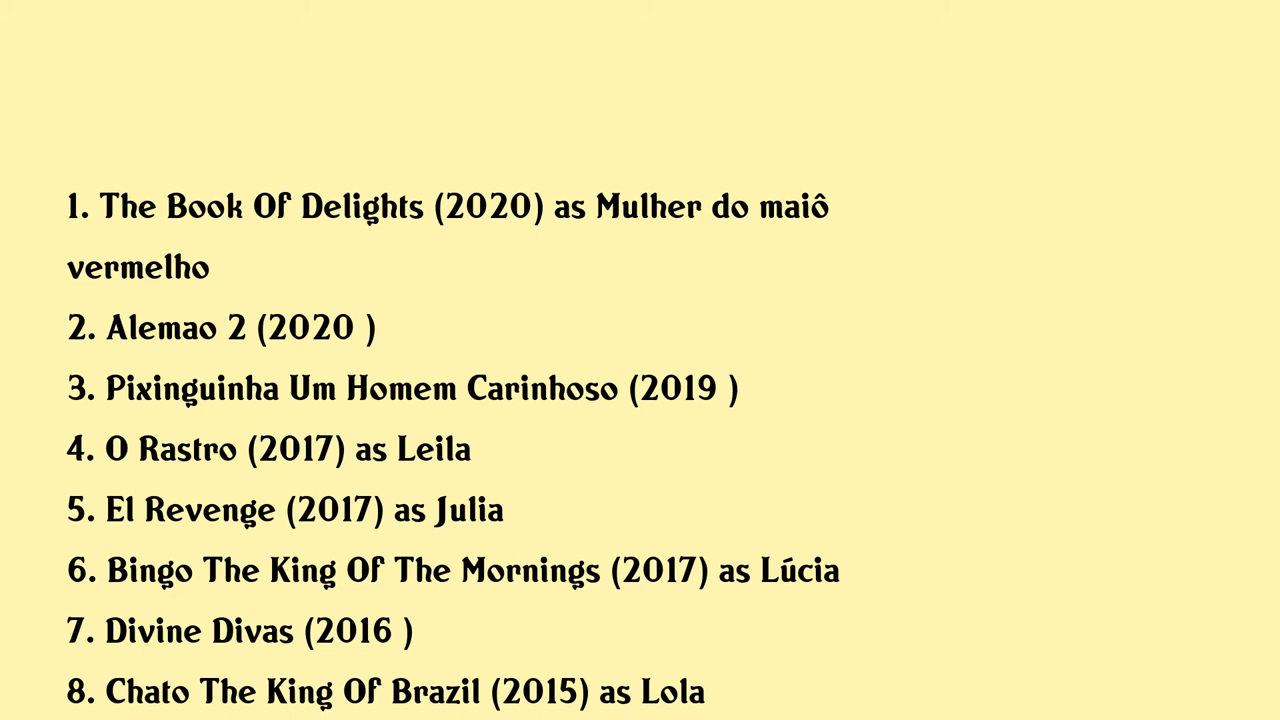 1. The Book Of Delights (2020) as Mulher do maiô
vermelho
2. Alemao 2 (2020 )
3. Pixinguinha Um Homem Carinhoso (2019 )
4. O Rastro (2017) as Leila
5. El Revenge (2017) as Julia
6. Bingo The King Of The Mornings (2017) as Lúcia
7. Divine Divas (2016 )
8. Chato The King Of Brazil (2015) as Lola